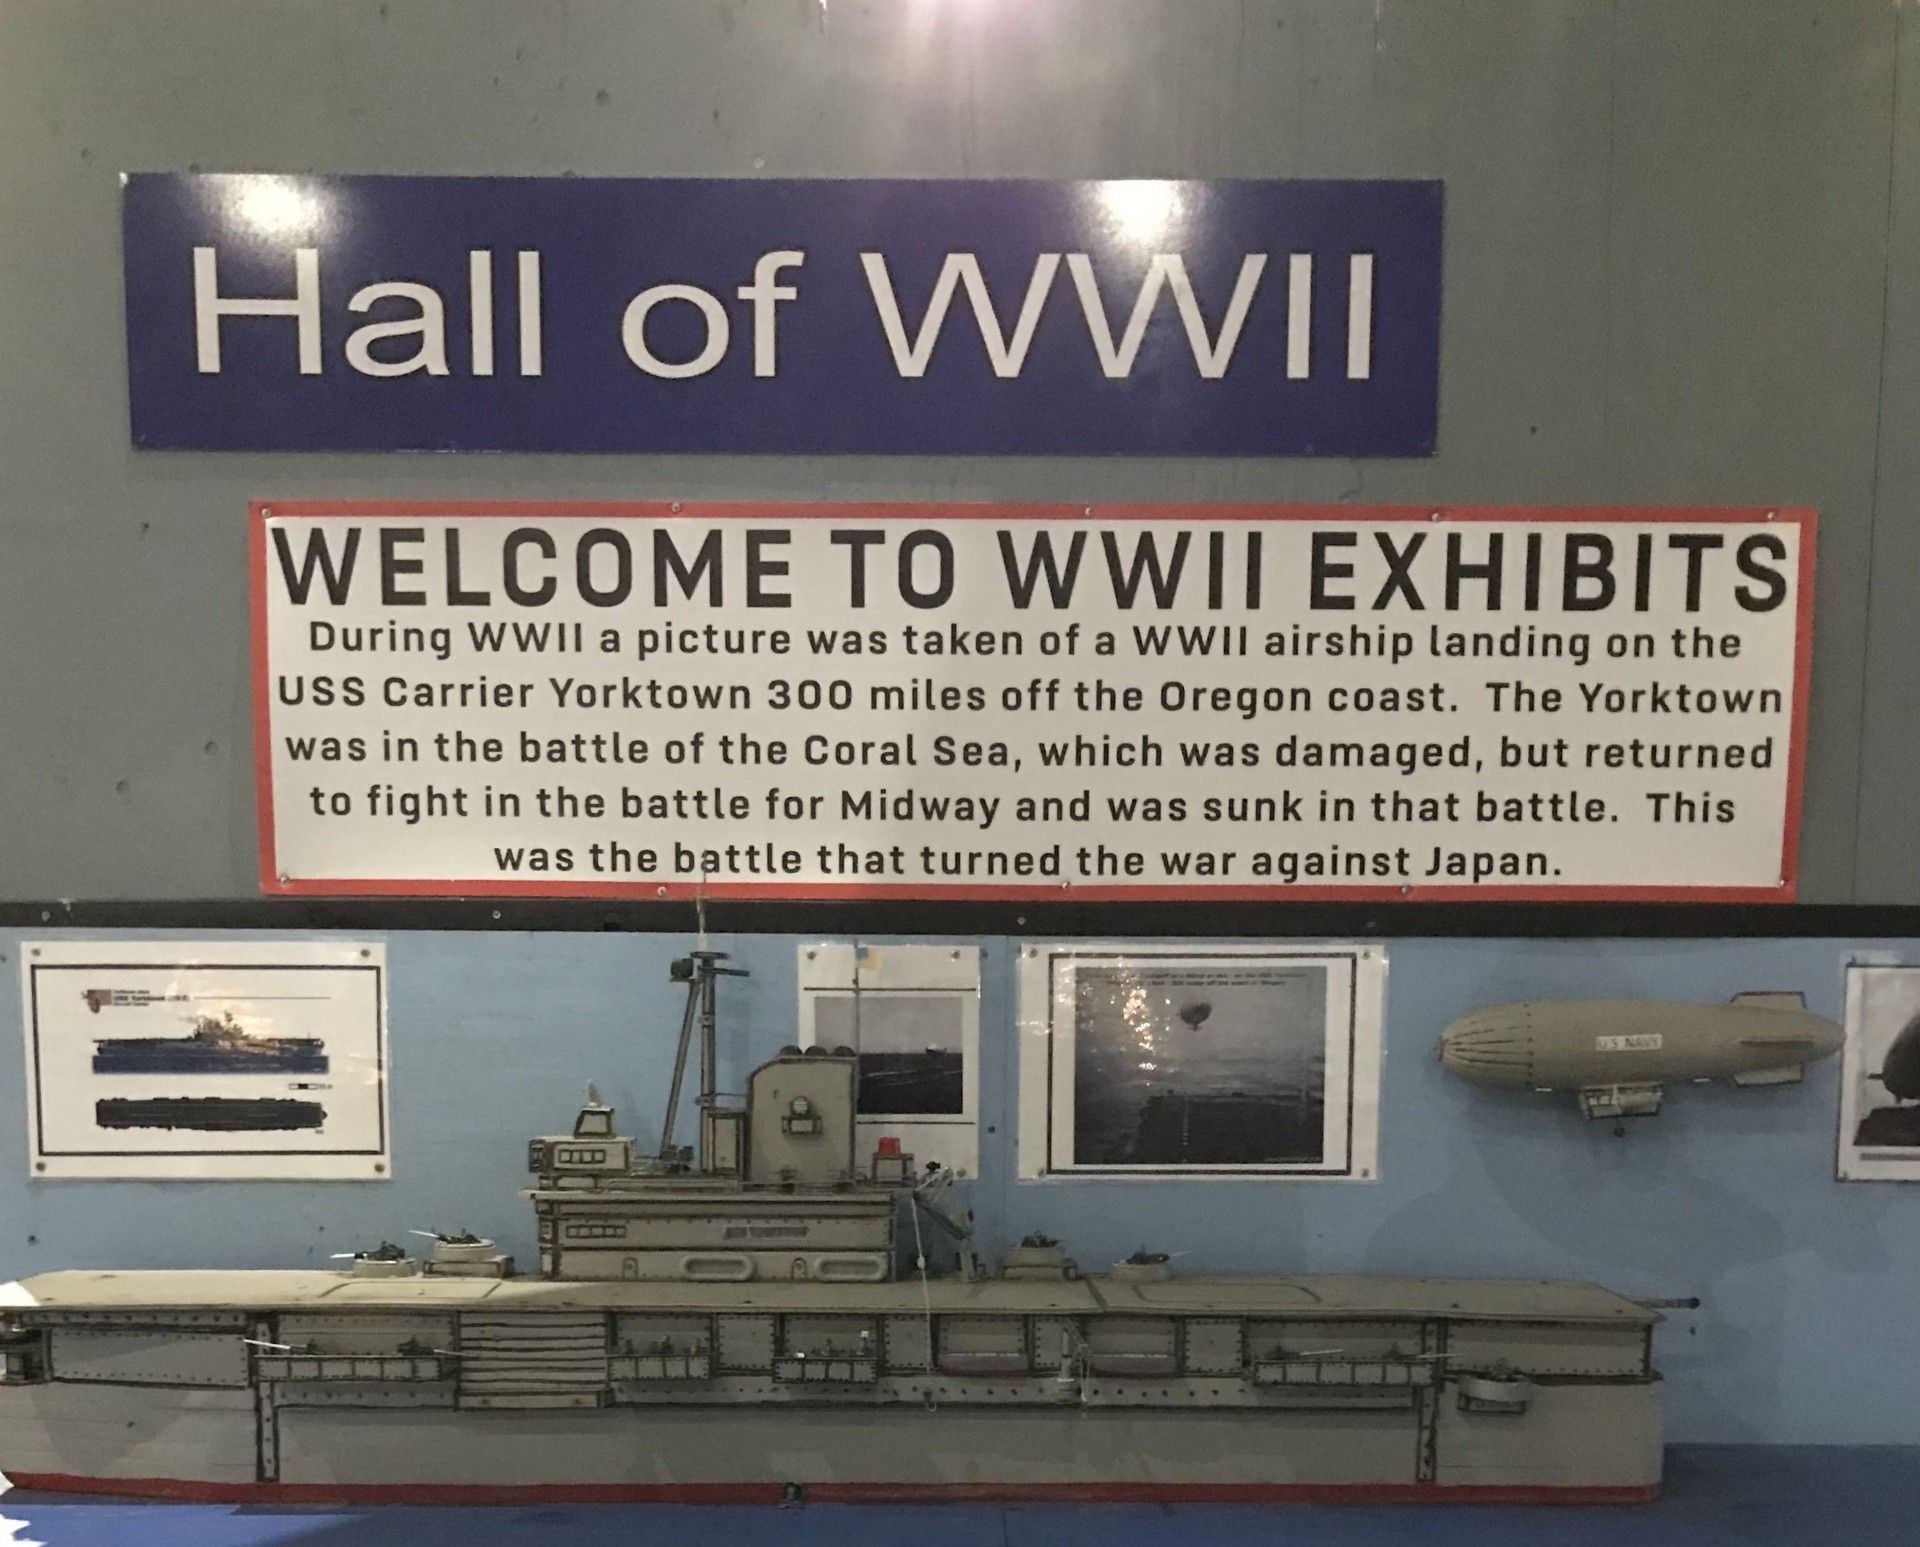 Hall of WWII
WELCOME TO WWII EXHIBITS
During WWII a picture was taken of a WWII airship landing on the
USS Carrier Yorktown 300 miles off the Oregon coast. The Yorktown
was in the battle of the Coral Sea, which was damaged, but returned
to fight in the battle for Midway and was sunk in that battle. This
was the battle that turned the war against Japan.
U.S. NAVY